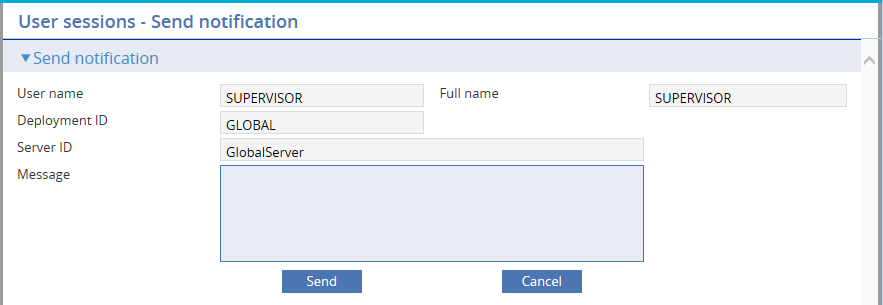 User sessions - Send notification
Send notification
User name SUPERVISOR Full name SUPERVISOR
Deployment ID GLOBAL
Server ID GlobalServer
Message
Send Cancel